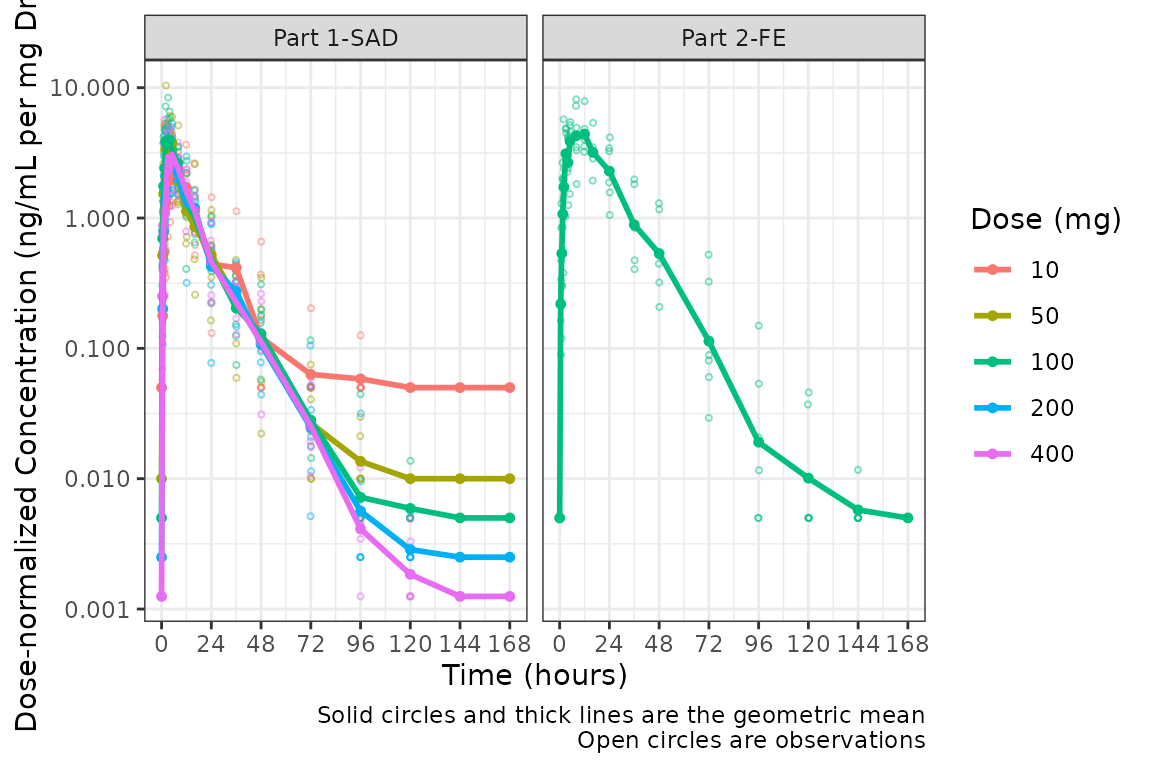 Part 1-SAD
Part 2-FE
Dose-normalized Concentration (ng/mL per mg
10.000
1.000
0.100
0.010
0.001
0 24 48 72 96 120 144 168
0 24 48 72 96 120 144 168
Time (hours)
Dose (mg)
10
50
100
200
400
Solid circles and thick lines are the geometric mean
Open circles are observations